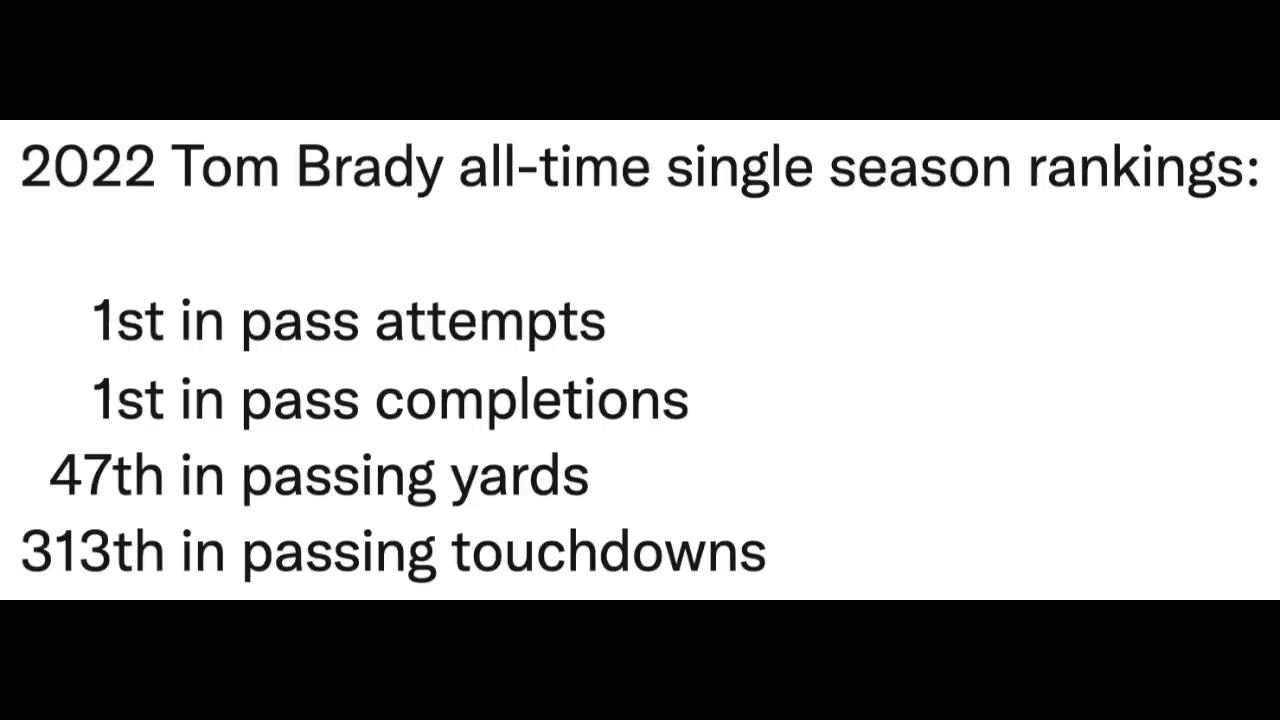 2022 Tom Brady all-time single season rankings:
1st in pass attempts
1st in pass completions
47th in passing yards
313th in passing touchdowns